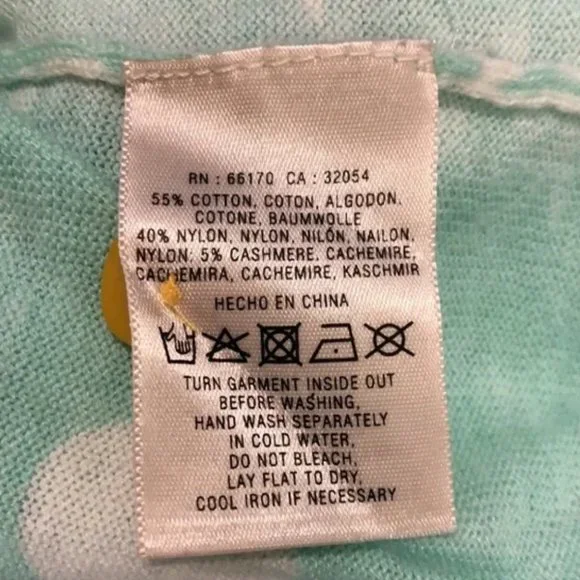 RN : 66170 CA : 32054
55% COTTON, COTON, ALGODON,
COTONE, BAUMWOLLE
40% NYLON, NYLON, NILÓN, NAILON,
NYLON: 5% CASHMERE, CACHEMIRE,
CACHEMIRA, CACHEMIRE, KASCHMIR
HECHO EN CHINA
TURN GARMENT INSIDE OUT
BEFORE WASHING,
HAND WASH SEPARATELY
IN COLD WATER,
DO NOT BLEACH,
LAY FLAT TO DRY,
COOL IRON IF NECESSARY